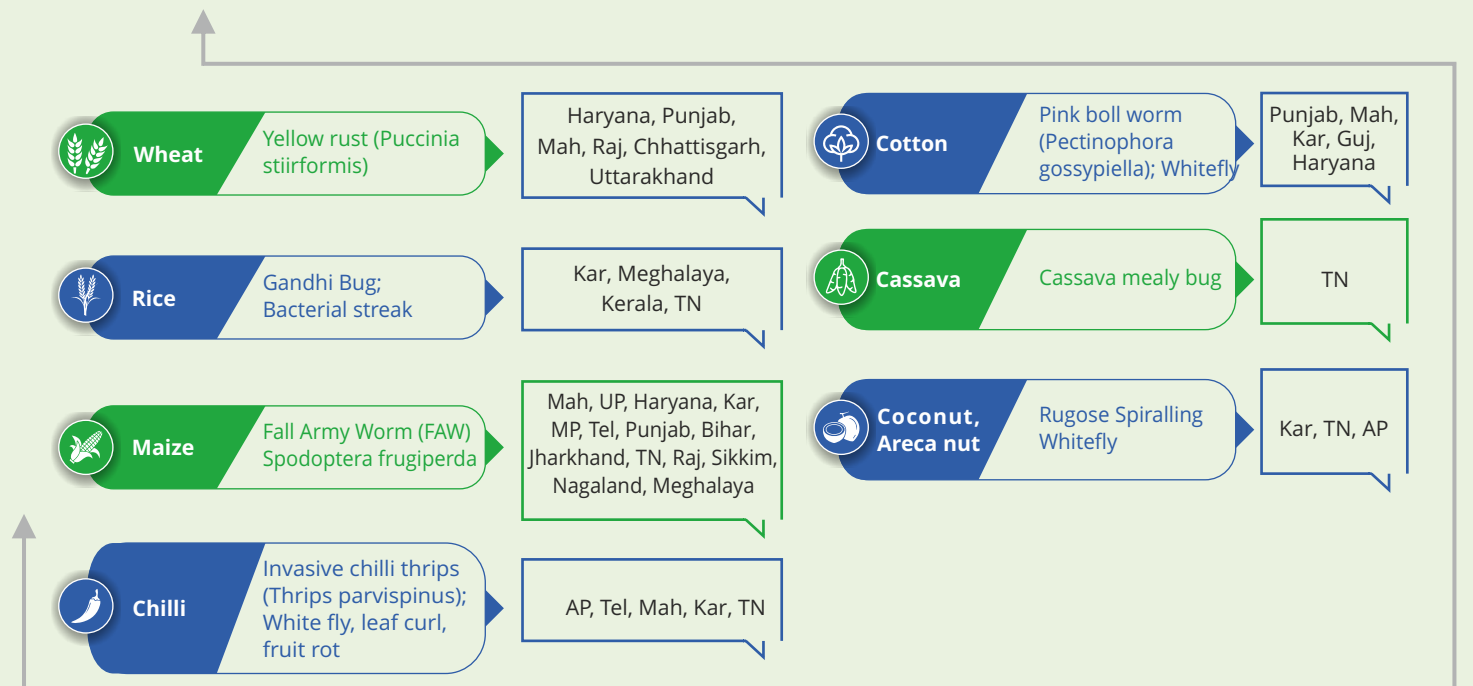 Wheat
Yellow rust (Puccinia
stiirformis)
Haryana, Punjab,
Mah, Raj, Chhattisgarh,
Uttarakhand
Rice
Gandhi Bug;
Bacterial streak
Kar, Meghalaya,
Kerala, TN
Maize
Fall Army Worm (FAW)
Spodoptera frugiperda
Mah, UP, Haryana, Kar,
MP, Tel, Punjab, Bihar,
Jharkhand, TN, Raj, Sikkim,
Nagaland, Meghalaya
Chilli
Invasive chilli thrips
(Thrips parvispinus);
White fly, leaf curl,
fruit rot
AP, Tel, Mah, Kar, TN
Cotton
Pink boll worm
(Pectinophora
gossypiella); Whitefly
Punjab, Mah,
Kar, Guj,
Haryana
Cassava
Cassava mealy bug
TN
Coconut,
Areca nut
Rugose Spiralling
Whitefly
Kar, TN, AP